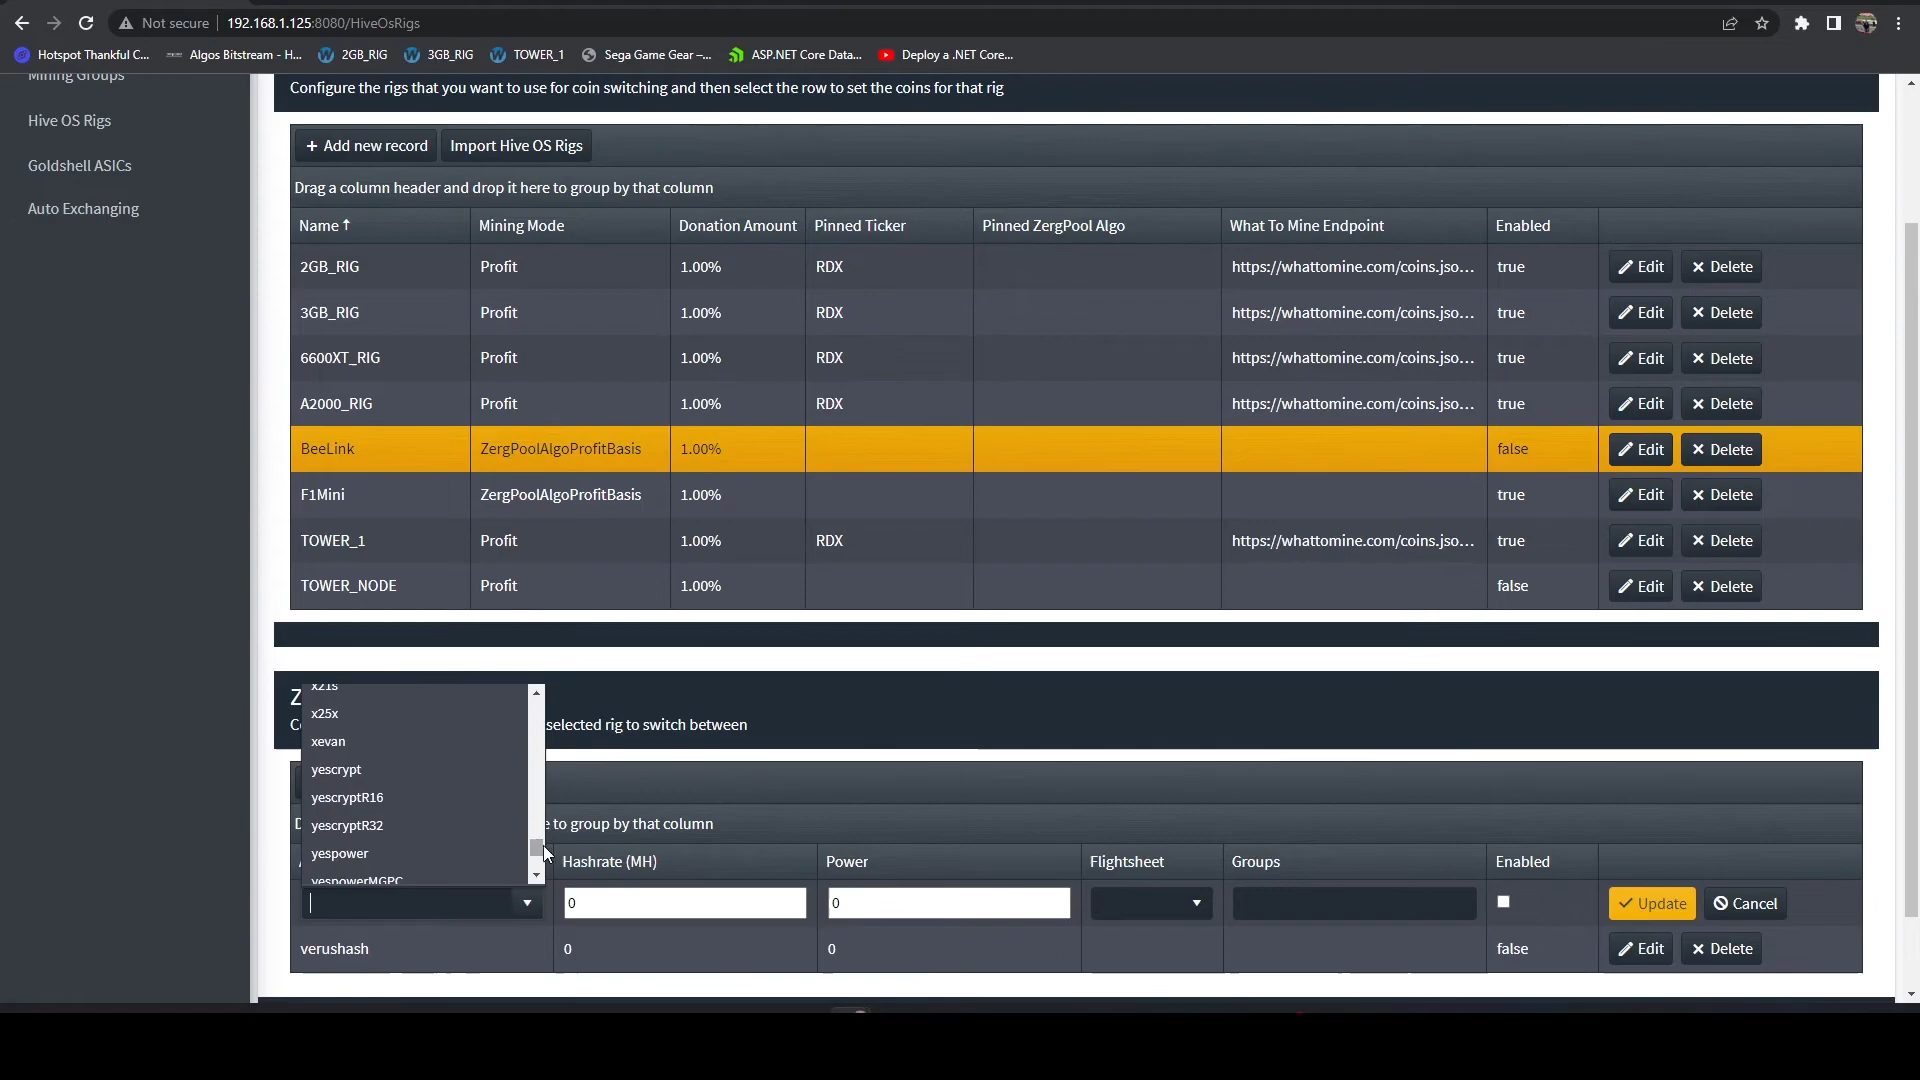 Not secure 192.168.1.125:8080/HiveOsRigs
Hotspot Thankful C... Algos Bitstream - H... 2GB_RIG 3GB_RIG TOWER_1 Sega Game Gear –... ASP.NET Core Data... Deploy a .NET Core...
Mining Groups
Hive OS Rigs
Goldshell ASICs
Auto Exchanging
Configure the rigs that you want to use for coin switching and then select the row to set the coins for that rig
+ Add new record Import Hive OS Rigs
Drag a column header and drop it here to group by that column
Name Mining Mode Donation Amount Pinned Ticker Pinned ZergPool Algo What To Mine Endpoint Enabled
2GB_RIG Profit 1.00% RDX https://whattomine.com/coins.jso... true Edit Delete
3GB_RIG Profit 1.00% RDX https://whattomine.com/coins.jso... true Edit Delete
6600XT_RIG Profit 1.00% RDX https://whattomine.com/coins.jso... true Edit Delete
A2000_RIG Profit 1.00% RDX https://whattomine.com/coins.jso... true Edit Delete
BeeLink ZergPoolAlgoProfitBasis 1.00% false Edit Delete
F1Mini ZergPoolAlgoProfitBasis 1.00% true Edit Delete
TOWER_1 Profit 1.00% RDX https://whattomine.com/coins.jso... true Edit Delete
TOWER_NODE Profit 1.00% false Edit Delete
x21s
x25x
xevan
yescrypt
yescryptR16
yescryptR32
yespower
yespowerMGPC
selected rig to switch between
to group by that column
Hashrate (MH) Power Flightsheet Groups Enabled
0 0 Update Cancel
verushash 0 0 false Edit Delete